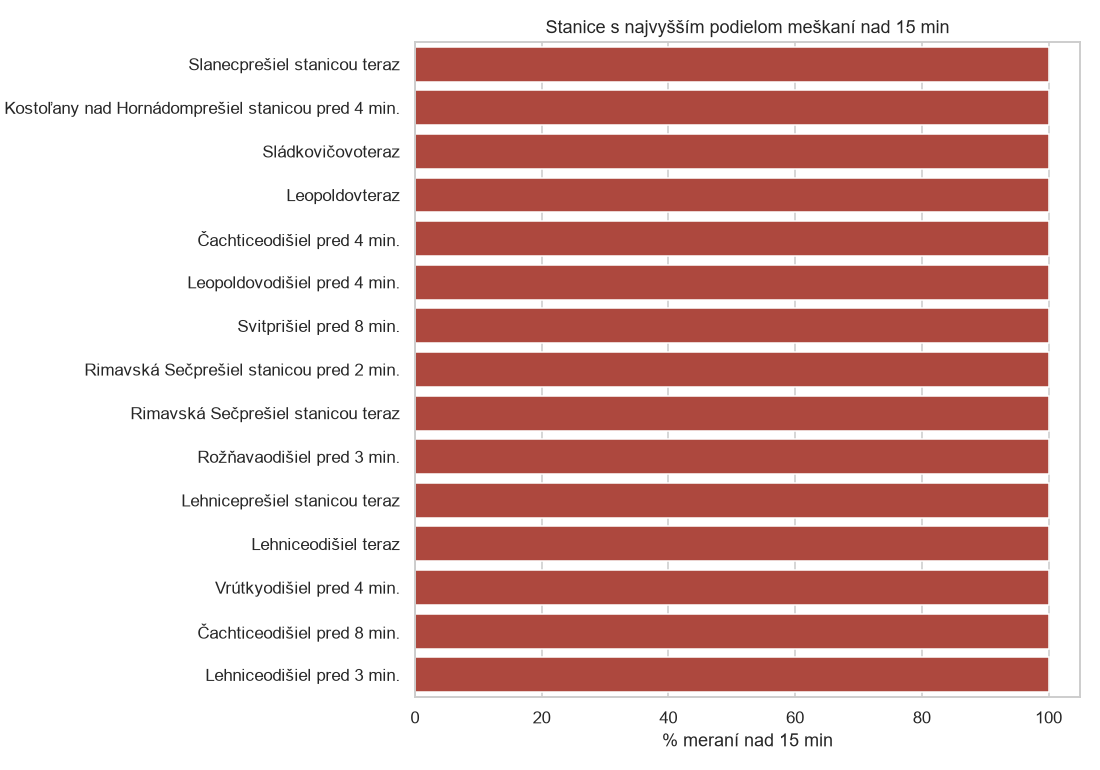 Stanice s najvyšším podielom meškaní nad 15 min
Slanecprešiel stanicou teraz
Kostoľany nad Hornádomprešiel stanicou pred 4 min.
Sládkovičovoteraz
Leopoldovteraz
Čachticeodišiel pred 4 min.
Leopoldovodišiel pred 4 min.
Svitprišiel pred 8 min.
Rimavská Sečprešiel stanicou pred 2 min.
Rimavská Sečprešiel stanicou teraz
Rožňavaodišiel pred 3 min.
Lehniceprešiel stanicou teraz
Lehniceodišiel teraz
Vrútkyodišiel pred 4 min.
Čachticeodišiel pred 8 min.
Lehniceodišiel pred 3 min.
0 20 40 60 80 100
% meraní nad 15 min